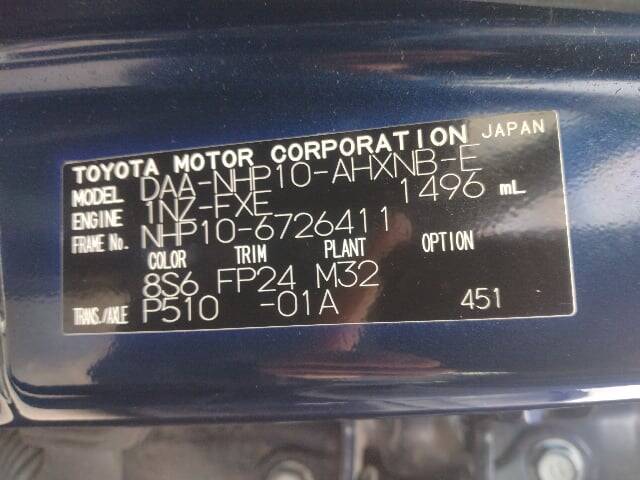 TOYOTA MOTOR CORPORATION JAPAN
MODEL DAA-NHP10-AHXNB-E
ENGINE 1NZ-FXE 1496 mL
FRAME No. NHP10-6726411
COLOR TRIM PLANT OPTION
8S6 FP24 M32
TRANS./AXLE P510 -01A 451